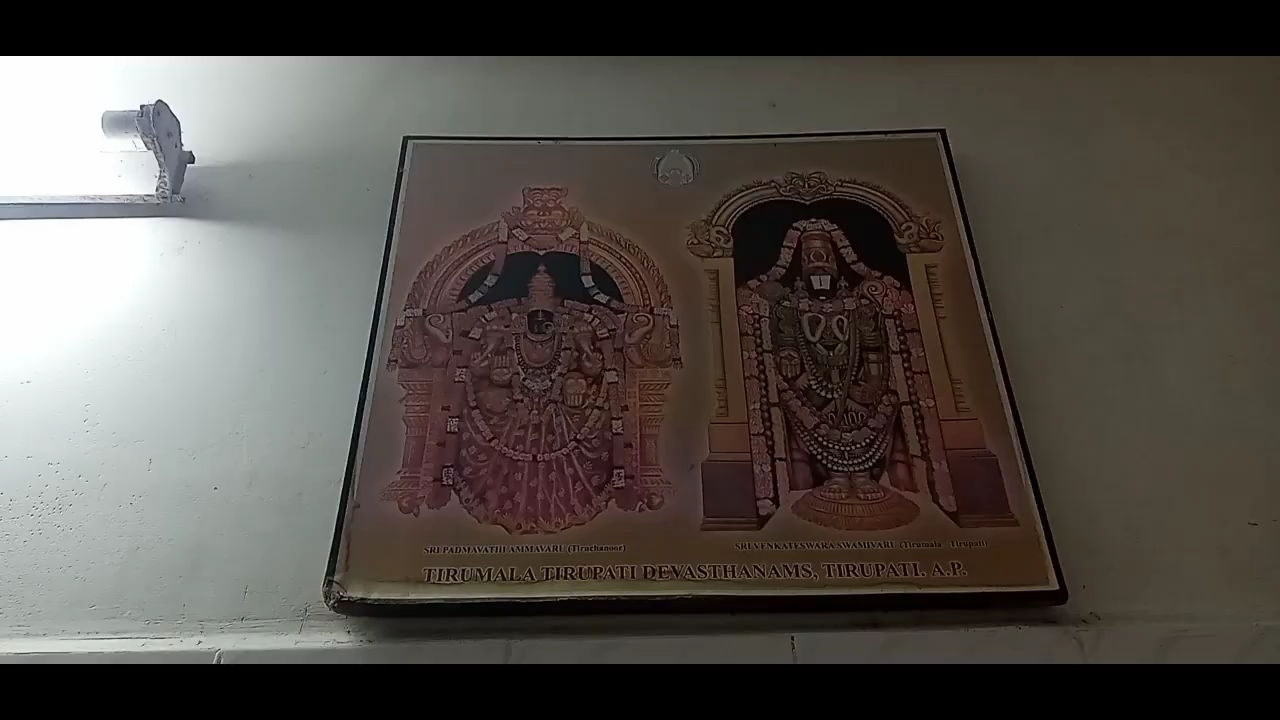 SRI PADMAVATHI AMMAVARU (Tiruchanoor)
SRI VENKATESWARA SWAMIVARU (Tirumala - Tirupati)
TIRUMALA TIRUPATI DEVASTHANAMS, TIRUPATI. A.P.